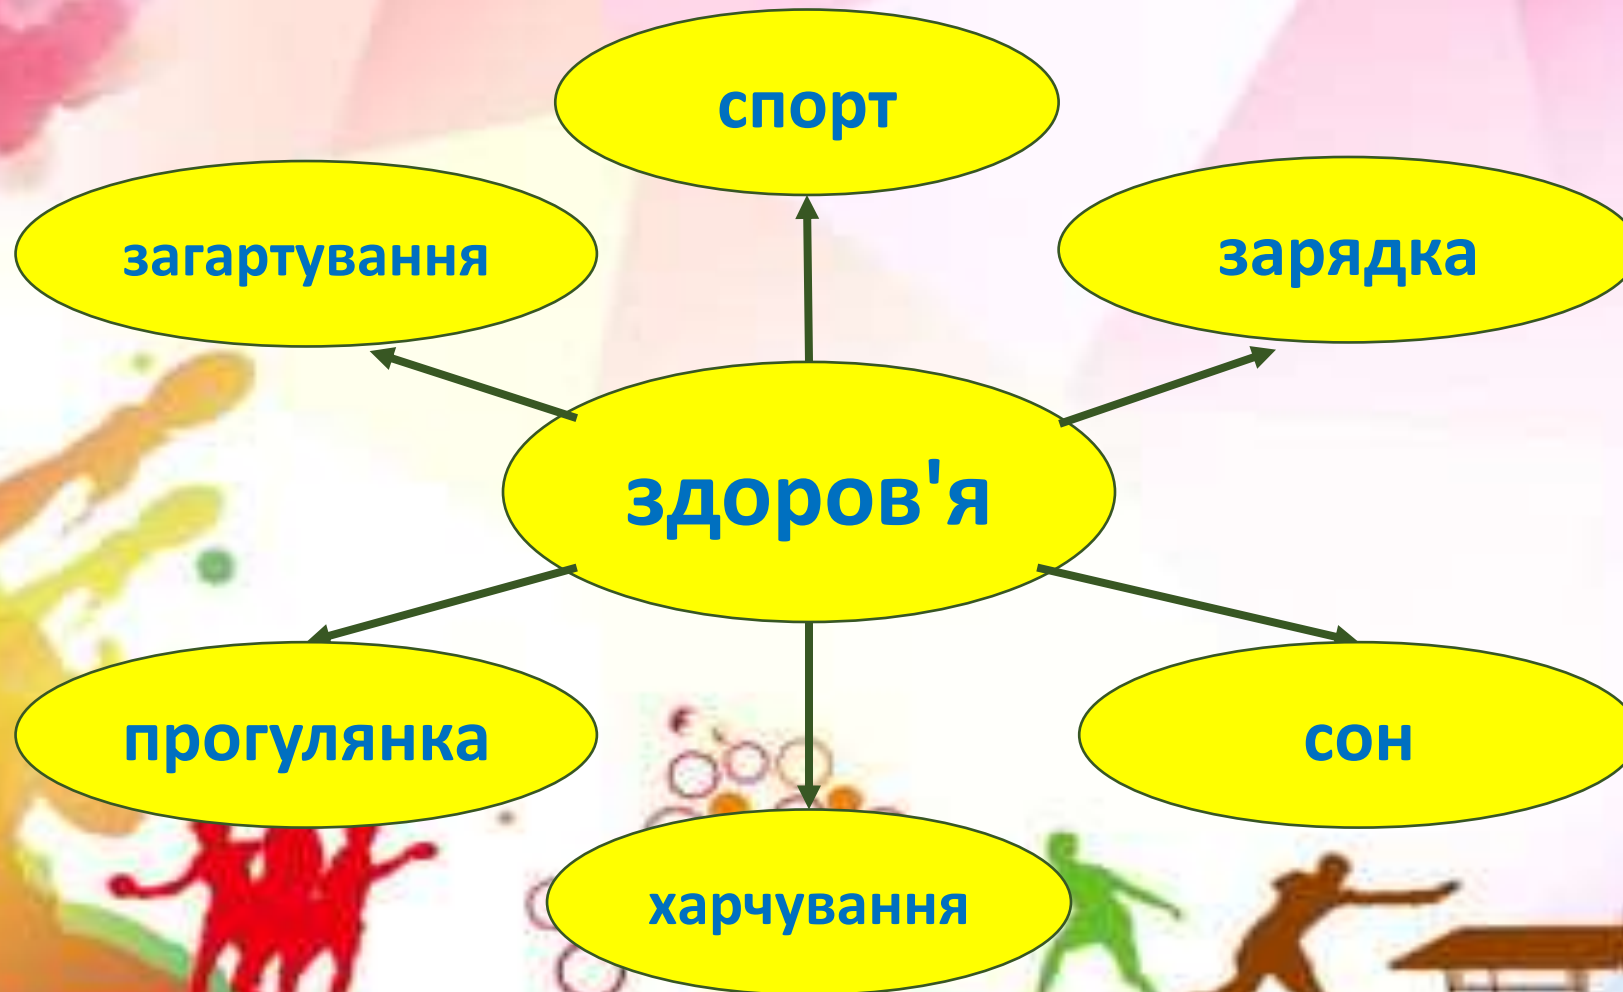 спорт
загартування
зарядка
здоров'я
прогулянка
сон
харчування